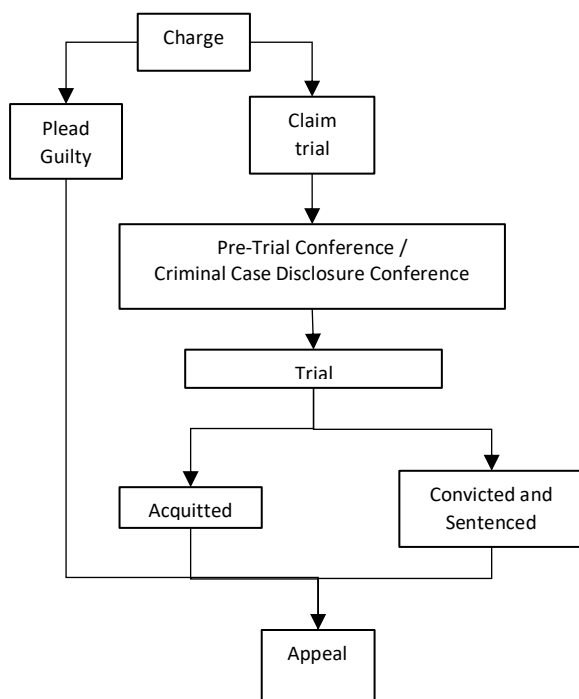 Charge
Plead
Guilty
Claim
trial
Pre-Trial Conference /
Criminal Case Disclosure Conference
Trial
Acquitted
Convicted and
Sentenced
Appeal